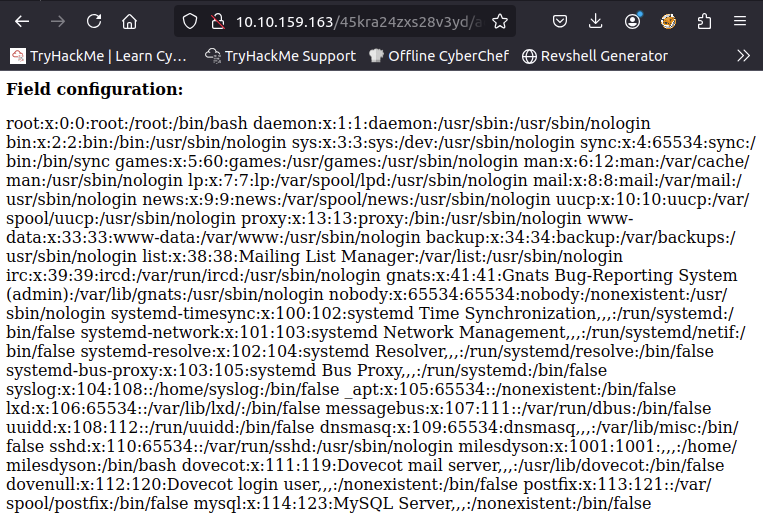 10.10.159.163/45kra24zxs28v3yd/a
TryHackMe | Learn Cy… TryHackMe Support Offline CyberChef Revshell Generator
Field configuration:
root:x:0:0:root:/root:/bin/bash daemon:x:1:1:daemon:/usr/sbin:/usr/sbin/nologin
bin:x:2:2:bin:/bin:/usr/sbin/nologin sys:x:3:3:sys:/dev:/usr/sbin/nologin sync:x:4:65534:sync:/
bin:/bin/sync games:x:5:60:games:/usr/games:/usr/sbin/nologin man:x:6:12:man:/var/cache/
man:/usr/sbin/nologin lp:x:7:7:lp:/var/spool/lpd:/usr/sbin/nologin mail:x:8:8:mail:/var/mail:/
usr/sbin/nologin news:x:9:9:news:/var/spool/news:/usr/sbin/nologin uucp:x:10:10:uucp:/var/
spool/uucp:/usr/sbin/nologin proxy:x:13:13:proxy:/bin:/usr/sbin/nologin www-
data:x:33:33:www-data:/var/www:/usr/sbin/nologin backup:x:34:34:backup:/var/backups:/
usr/sbin/nologin list:x:38:38:Mailing List Manager:/var/list:/usr/sbin/nologin
irc:x:39:39:ircd:/var/run/ircd:/usr/sbin/nologin gnats:x:41:41:Gnats Bug-Reporting System
(admin):/var/lib/gnats:/usr/sbin/nologin nobody:x:65534:65534:nobody:/nonexistent:/usr/
sbin/nologin systemd-timesync:x:100:102:systemd Time Synchronization,,,:/run/systemd:/
bin/false systemd-network:x:101:103:systemd Network Management,,,:/run/systemd/netif:/
bin/false systemd-resolve:x:102:104:systemd Resolver,,,:/run/systemd/resolve:/bin/false
systemd-bus-proxy:x:103:105:systemd Bus Proxy,,,:/run/systemd:/bin/false
syslog:x:104:108::/home/syslog:/bin/false _apt:x:105:65534::/nonexistent:/bin/false
lxd:x:106:65534::/var/lib/lxd/:/bin/false messagebus:x:107:111::/var/run/dbus:/bin/false
uuidd:x:108:112::/run/uuidd:/bin/false dnsmasq:x:109:65534:dnsmasq,,,:/var/lib/misc:/bin/
false sshd:x:110:65534::/var/run/sshd:/usr/sbin/nologin milesdyson:x:1001:1001:,,,:/home/
milesdyson:/bin/bash dovecot:x:111:119:Dovecot mail server,,,:/usr/lib/dovecot:/bin/false
dovenull:x:112:120:Dovecot login user,,,:/nonexistent:/bin/false postfix:x:113:121::/var/
spool/postfix:/bin/false mysql:x:114:123:MySQL Server,,,:/nonexistent:/bin/false